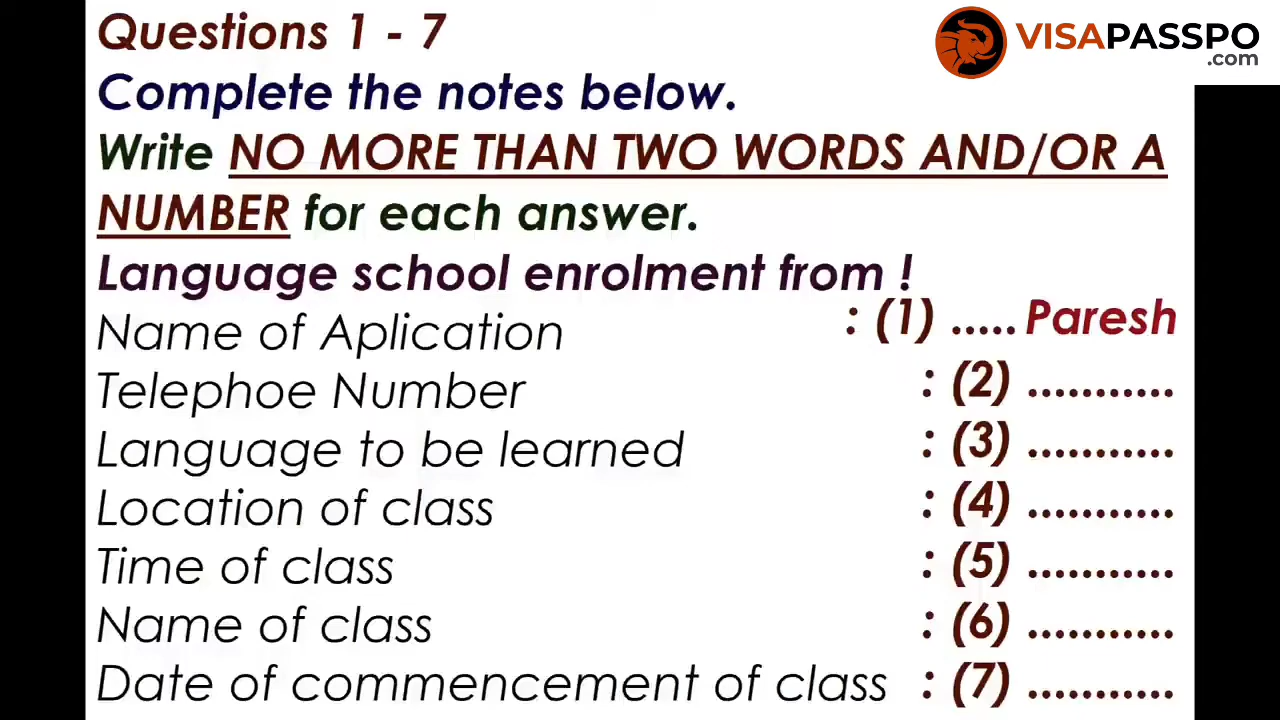 VISAPASSPO
.com
Questions 1 - 7
Complete the notes below.
Write NO MORE THAN TWO WORDS AND/OR A
NUMBER for each answer.
Language school enrolment from !
Name of Aplication : (1) ..... Paresh
Telephoe Number : (2) ...........
Language to be learned : (3) ...........
Location of class : (4) ...........
Time of class : (5) ...........
Name of class : (6) ...........
Date of commencement of class : (7) ...........